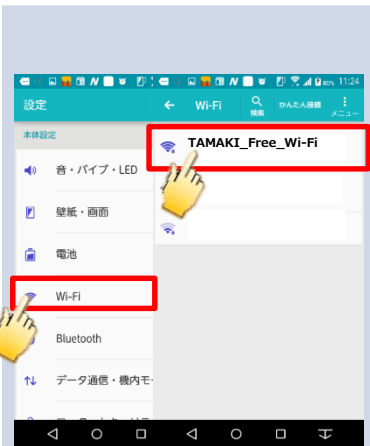 80% 11:24
設定
本体設定
音・バイブ・LED
壁紙・画面
電池
Wi-Fi
Bluetooth
データ通信・機内モ
Wi-Fi
検索
かんたん接続
メニュー
TAMAKI_Free_Wi-Fi